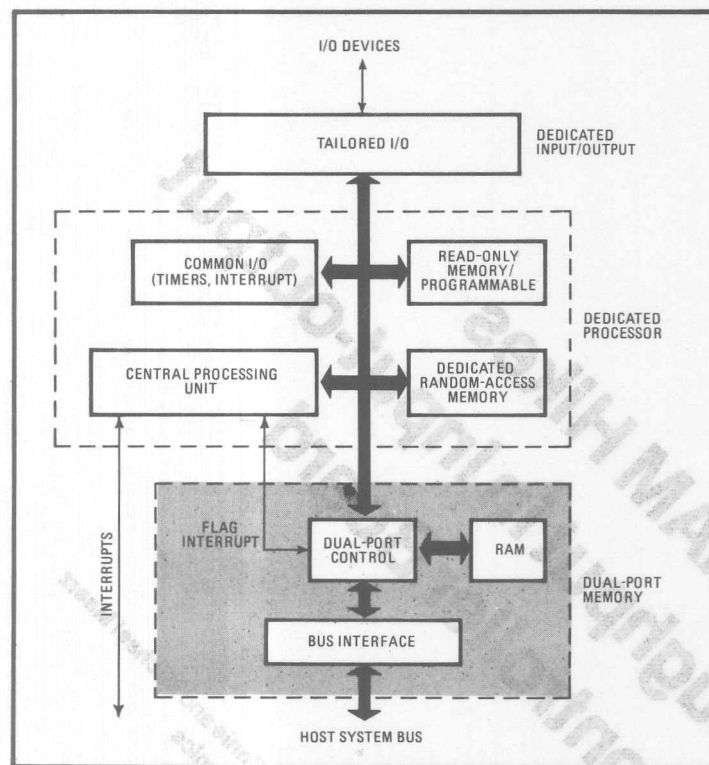 I/O DEVICES
TAILORED I/O
DEDICATED
INPUT/OUTPUT
COMMON I/O
(TIMERS, INTERRUPT)
READ-ONLY
MEMORY/
PROGRAMMABLE
DEDICATED
PROCESSOR
CENTRAL PROCESSING
UNIT
DEDICATED
RANDOM-ACCESS
MEMORY
INTERRUPTS
FLAG
INTERRUPT
DUAL-PORT
CONTROL
RAM
DUAL-PORT
MEMORY
BUS INTERFACE
HOST SYSTEM BUS